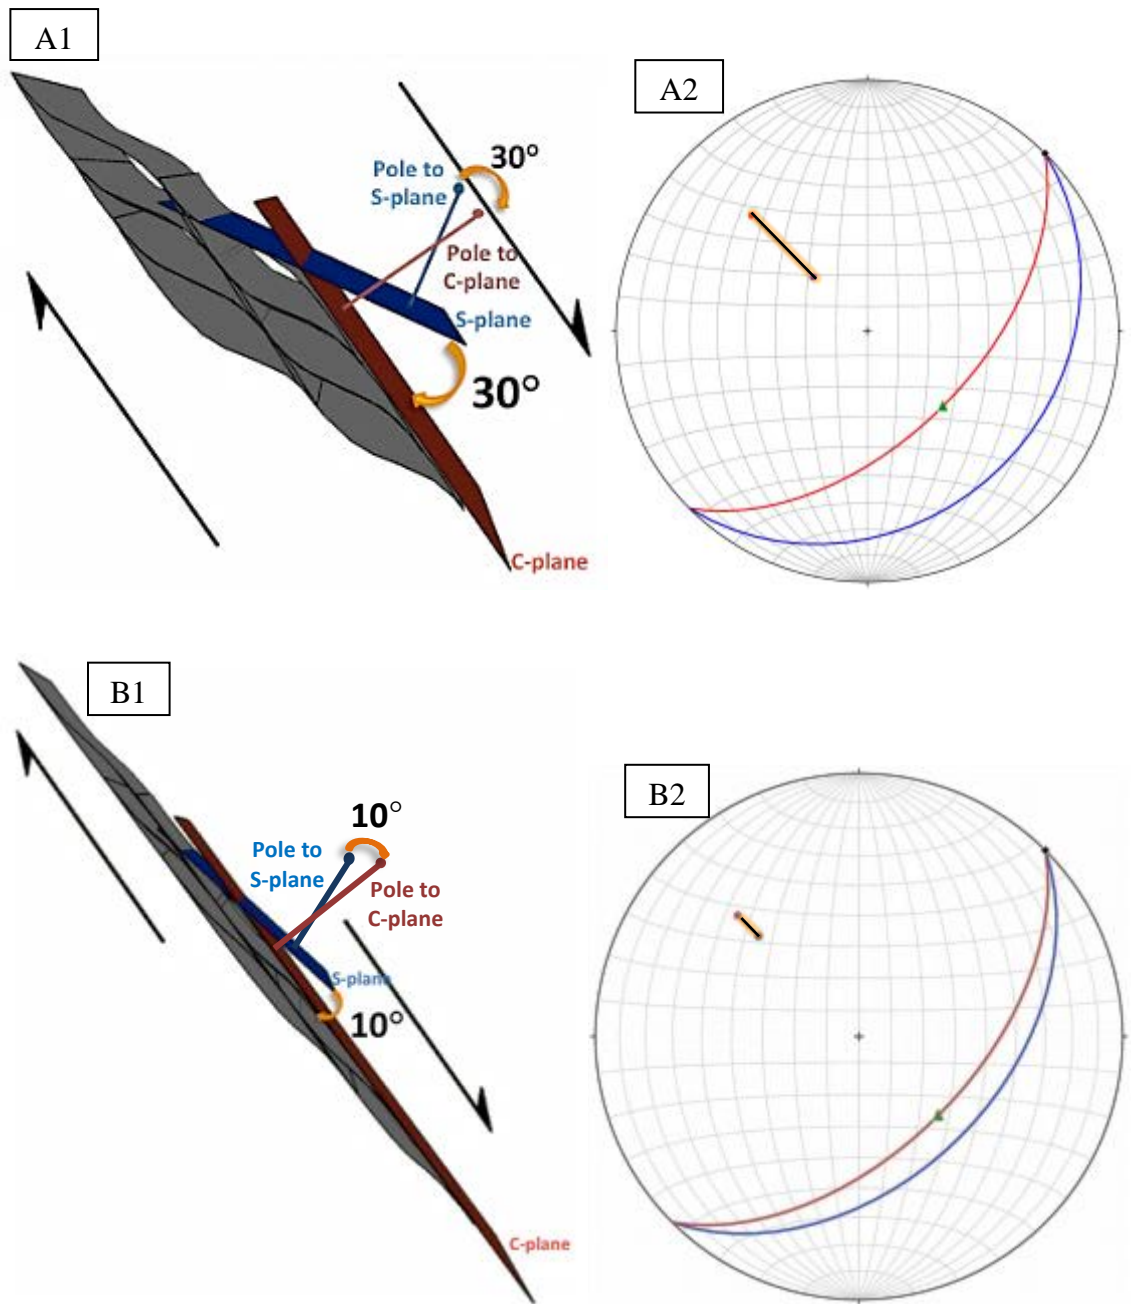 A1
A2
30°
Pole to
S-plane
Pole to
C-plane
S-plane
30°
C-plane
B1
B2
10°
Pole to
S-plane
Pole to
C-plane
S-plane
10°
C-plane